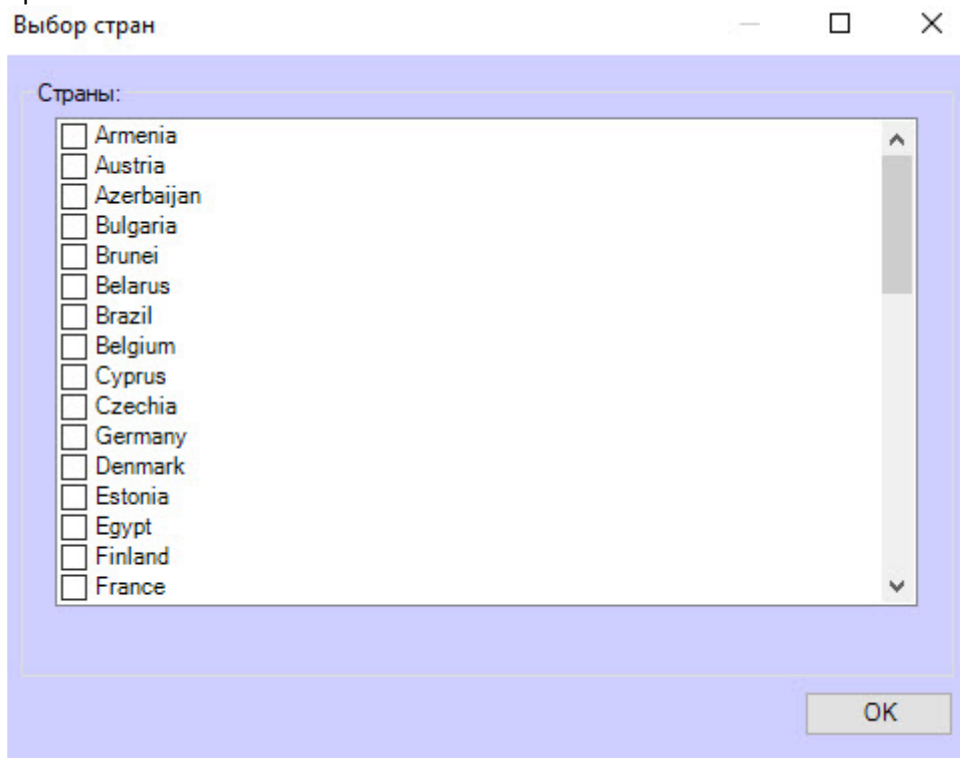 Выбор стран
Страны:
Armenia
Austria
Azerbaijan
Bulgaria
Brunei
Belarus
Brazil
Belgium
Cyprus
Czechia
Germany
Denmark
Estonia
Egypt
Finland
France
OK